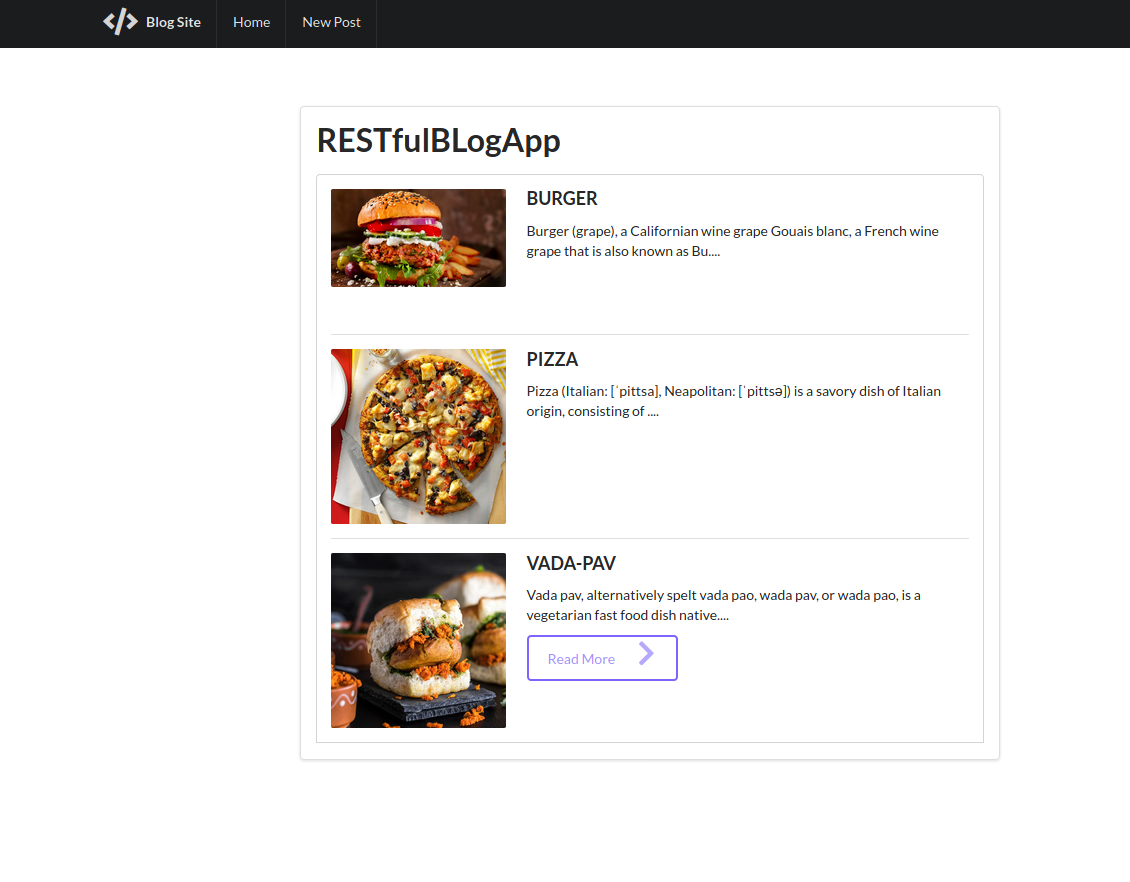 Blog Site
Home
New Post
RESTfulBLogApp
BURGER
Burger (grape), a Californian wine grape Gouais blanc, a French wine
grape that is also known as Bu....
PIZZA
Pizza (Italian: [ˈpittsa], Neapolitan: [ˈpittsə]) is a savory dish of Italian
origin, consisting of ....
VADA-PAV
Vada pav, alternatively spelt vada pao, wada pav, or wada pao, is a
vegetarian fast food dish native....
Read More